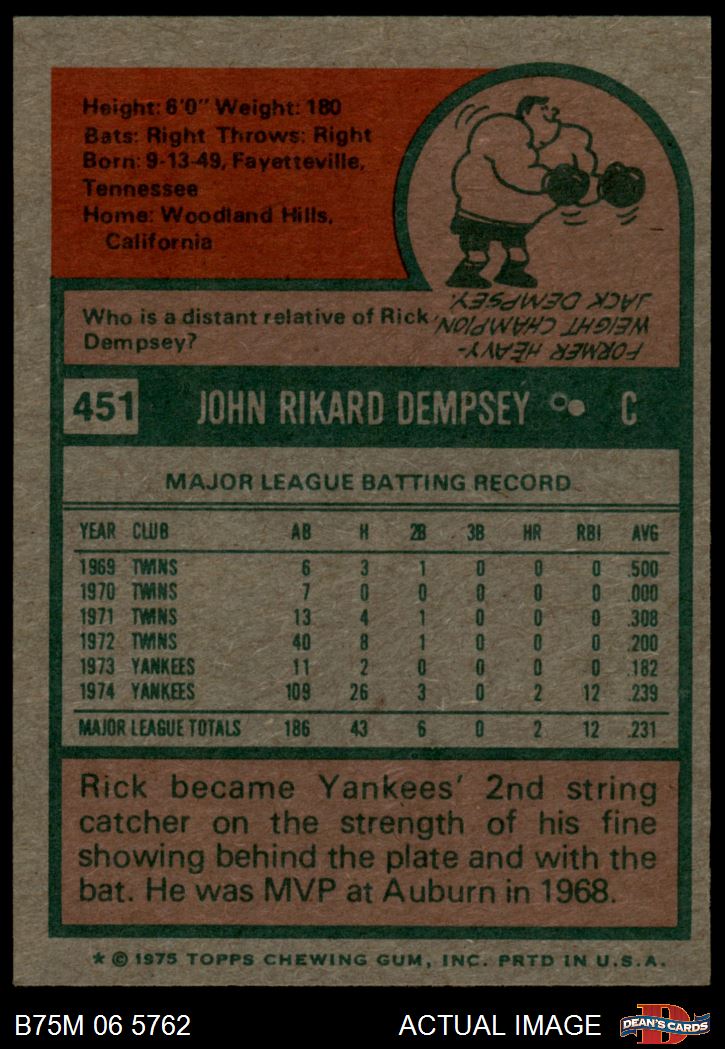 Height: 6'0" Weight: 180
Bats: Right Throws: Right
Born: 9-13-49, Fayetteville,
Tennessee
Home: Woodland Hills,
California
Who is a distant relative of Rick
Dempsey?
FORMER HEAVY-
WEIGHT CHAMPION,
JACK DEMPSEY.
451 JOHN RIKARD DEMPSEY C
MAJOR LEAGUE BATTING RECORD
YEAR CLUB AB H 2B 3B HR RBI AVG
1969 TWINS 6 3 1 0 0 0 .500
1970 TWINS 7 0 0 0 0 0 .000
1971 TWINS 13 4 1 0 0 0 .308
1972 TWINS 40 8 1 0 0 0 .200
1973 YANKEES 11 2 0 0 0 0 .182
1974 YANKEES 109 26 3 0 2 12 .239
MAJOR LEAGUE TOTALS 186 43 6 0 2 12 .231
Rick became Yankees' 2nd string
catcher on the strength of his fine
showing behind the plate and with the
bat. He was MVP at Auburn in 1968.
* © 1975 TOPPS CHEWING GUM, INC. PRTD IN U.S.A.
B75M 06 5762 ACTUAL IMAGE D DEAN'S CARDS